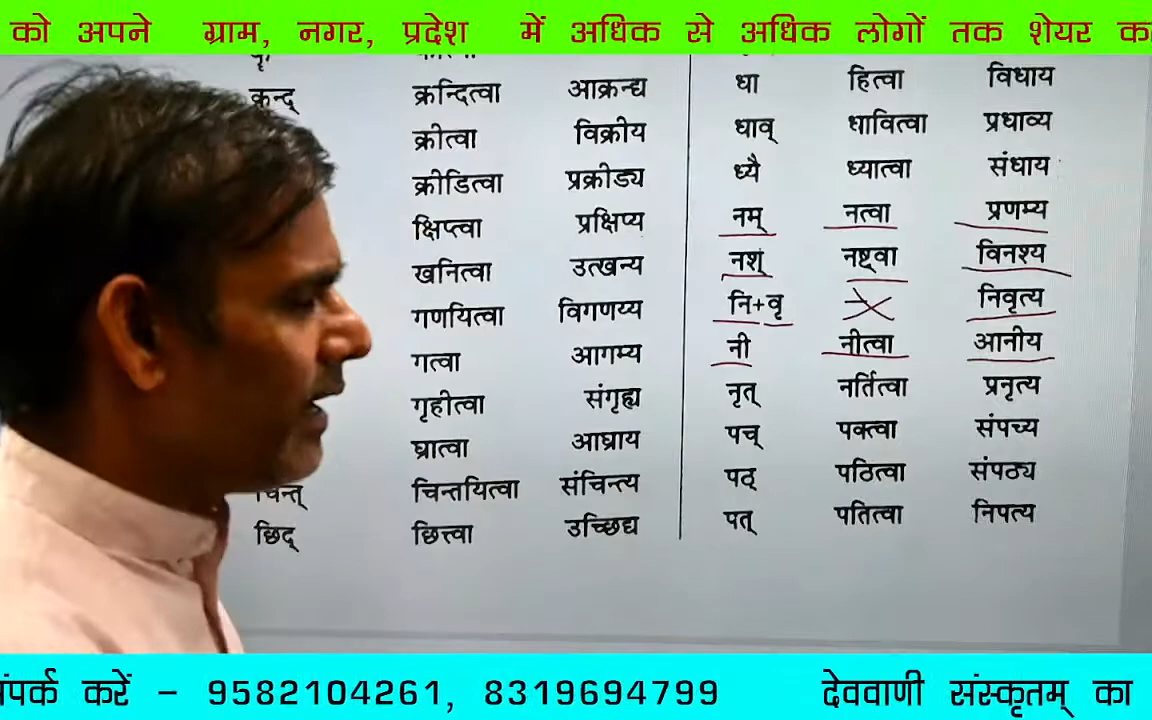 को अपने ग्राम, नगर, प्रदेश में अधिक से अधिक लोगों तक शेयर
क्रन्द् क्रन्दित्वा आक्रन्द्य
क्रीत्वा विक्रीय
क्रीडित्वा प्रक्रीड्य
क्षिप्त्वा प्रक्षिप्य
खनित्वा उत्खन्य
गणयित्वा विगणय्य
गत्वा आगम्य
गृहीत्वा संगृह्य
घ्रात्वा आघ्राय
चिन्त् चिन्तयित्वा संचिन्त्य
छिद् छित्त्वा उच्छिद्य
धा हित्वा विधाय
धाव् धावित्वा प्रधाव्य
ध्यै ध्यात्वा संधाय
नम् नत्वा प्रणम्य
नश् नष्ट्वा विनश्य
नि+वृ निवृत्य
नी नीत्वा आनीय
नृत् नर्तित्वा प्रनृत्य
पच् पक्त्वा संपच्य
पठ् पठित्वा संपठ्य
पत् पतित्वा निपत्य
संपर्क करें - 9582104261, 8319694799 देववाणी संस्कृतम् का